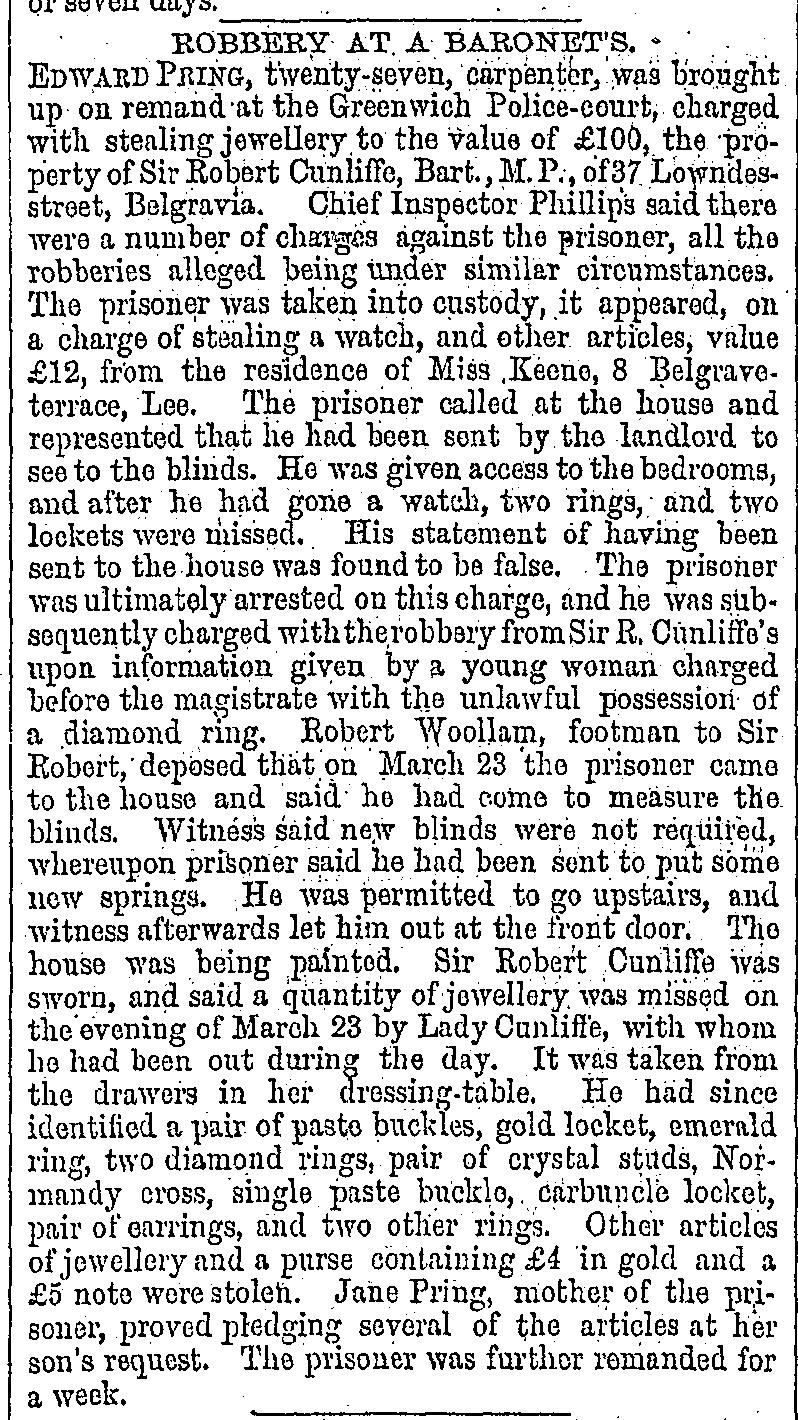 or seven days.
ROBBERY AT A BARONET'S.
EDWARD PRING, twenty-seven, carpenter, was brought
up on remand at the Greenwich Police-court, charged
with stealing jewellery to the value of £100, the pro-
perty of Sir Robert Cunliffe, Bart., M.P., of 37 Lowndes-
street, Belgravia. Chief Inspector Phillips said there
were a number of charges against the prisoner, all the
robberies alleged being under similar circumstances.
The prisoner was taken into custody, it appeared, on
a charge of stealing a watch, and other articles, value
£12, from the residence of Miss Keene, 8 Belgrave-
terrace, Lee. The prisoner called at the house and
represented that he had been sent by the landlord to
see to the blinds. He was given access to the bedrooms,
and after he had gone a watch, two rings, and two
lockets were missed. His statement of having been
sent to the house was found to be false. The prisoner
was ultimately arrested on this charge, and he was sub-
sequently charged with the robbery from Sir R. Cunliffe's
upon information given by a young woman charged
before the magistrate with the unlawful possession of
a diamond ring. Robert Woollam, footman to Sir
Robert, deposed that on March 23 the prisoner came
to the house and said he had come to measure the
blinds. Witness said new blinds were not required,
whereupon prisoner said he had been sent to put some
new springs. He was permitted to go upstairs, and
witness afterwards let him out at the front door. The
house was being painted. Sir Robert Cunliffe was
sworn, and said a quantity of jewellery was missed on
the evening of March 23 by Lady Cunliffe, with whom
he had been out during the day. It was taken from
the drawers in her dressing-table. He had since
identified a pair of paste buckles, gold locket, emerald
ring, two diamond rings, pair of crystal studs, Nor-
mandy cross, single paste buckle, carbuncle locket,
pair of earrings, and two other rings. Other articles
of jewellery and a purse containing £4 in gold and a
£5 note were stolen. Jane Pring, mother of the pri-
soner, proved pledging several of the articles at her
son's request. The prisoner was further remanded for
a week.